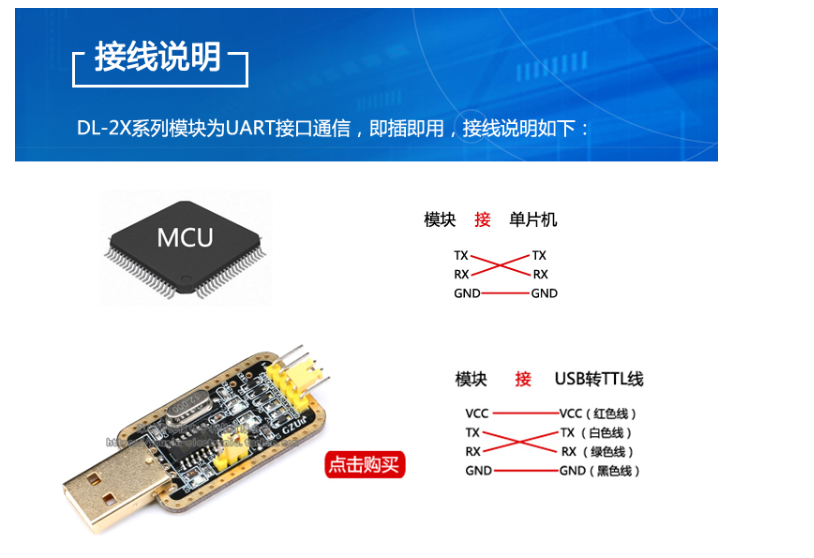 接线说明
DL-2X系列模块为UART接口通信，即插即用，接线说明如下：
MCU
模块 接 单片机
TX TX
RX RX
GND GND
模块 接 USB转TTL线
VCC VCC（红色线）
TX TX（白色线）
RX RX（绿色线）
GND GND（黑色线）
点击购买